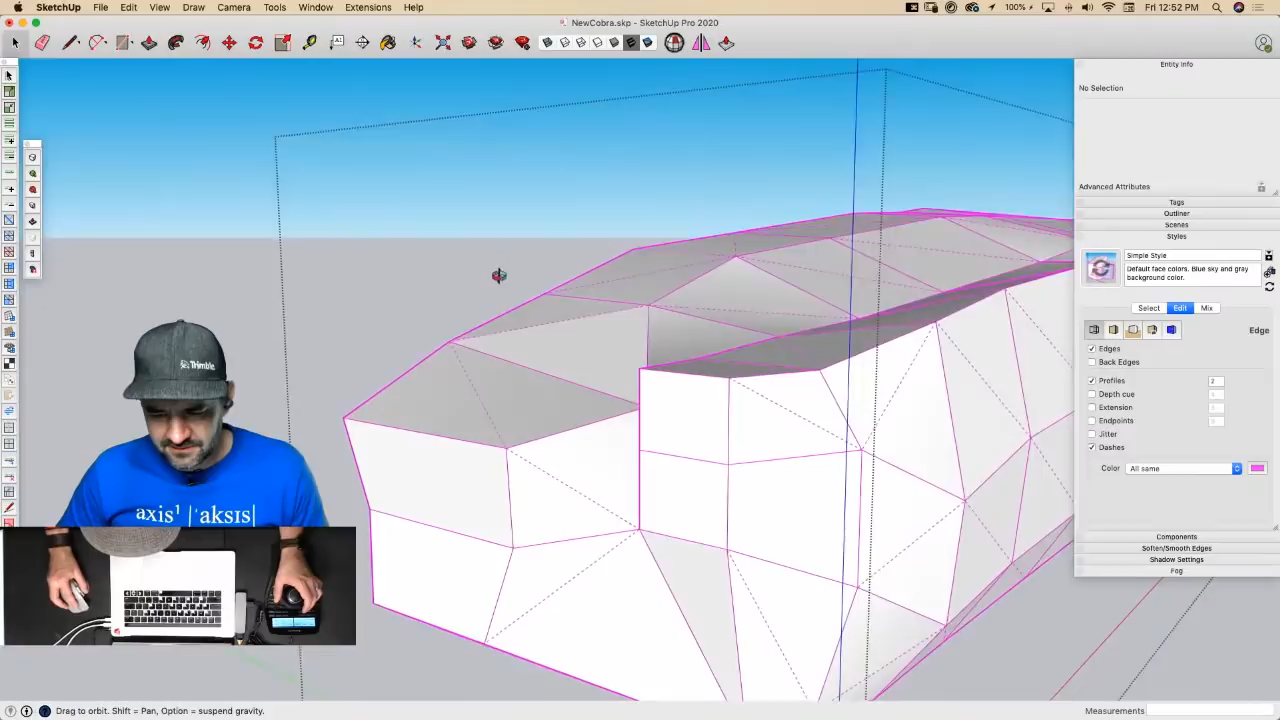 SketchUp File Edit View Draw Camera Tools Window Extensions Help 100% Fri 12:52 PM
NewCobra.skp - SketchUp Pro 2020
Entity Info
No Selection
Advanced Attributes
Tags
Outliner
Scenes
Styles
Simple Style
Default face colors. Blue sky and gray
background color.
Select Edit Mix
Edge
Edges
Back Edges
Profiles 2
Depth cue
Extension
Endpoints
Jitter
Dashes
Color All same
Components
Soften/Smooth Edges
Shadow Settings
Fog
Trimble
axis¹ |ˈaksɪs|
Drag to orbit. Shift = Pan, Option = suspend gravity.
Measurements